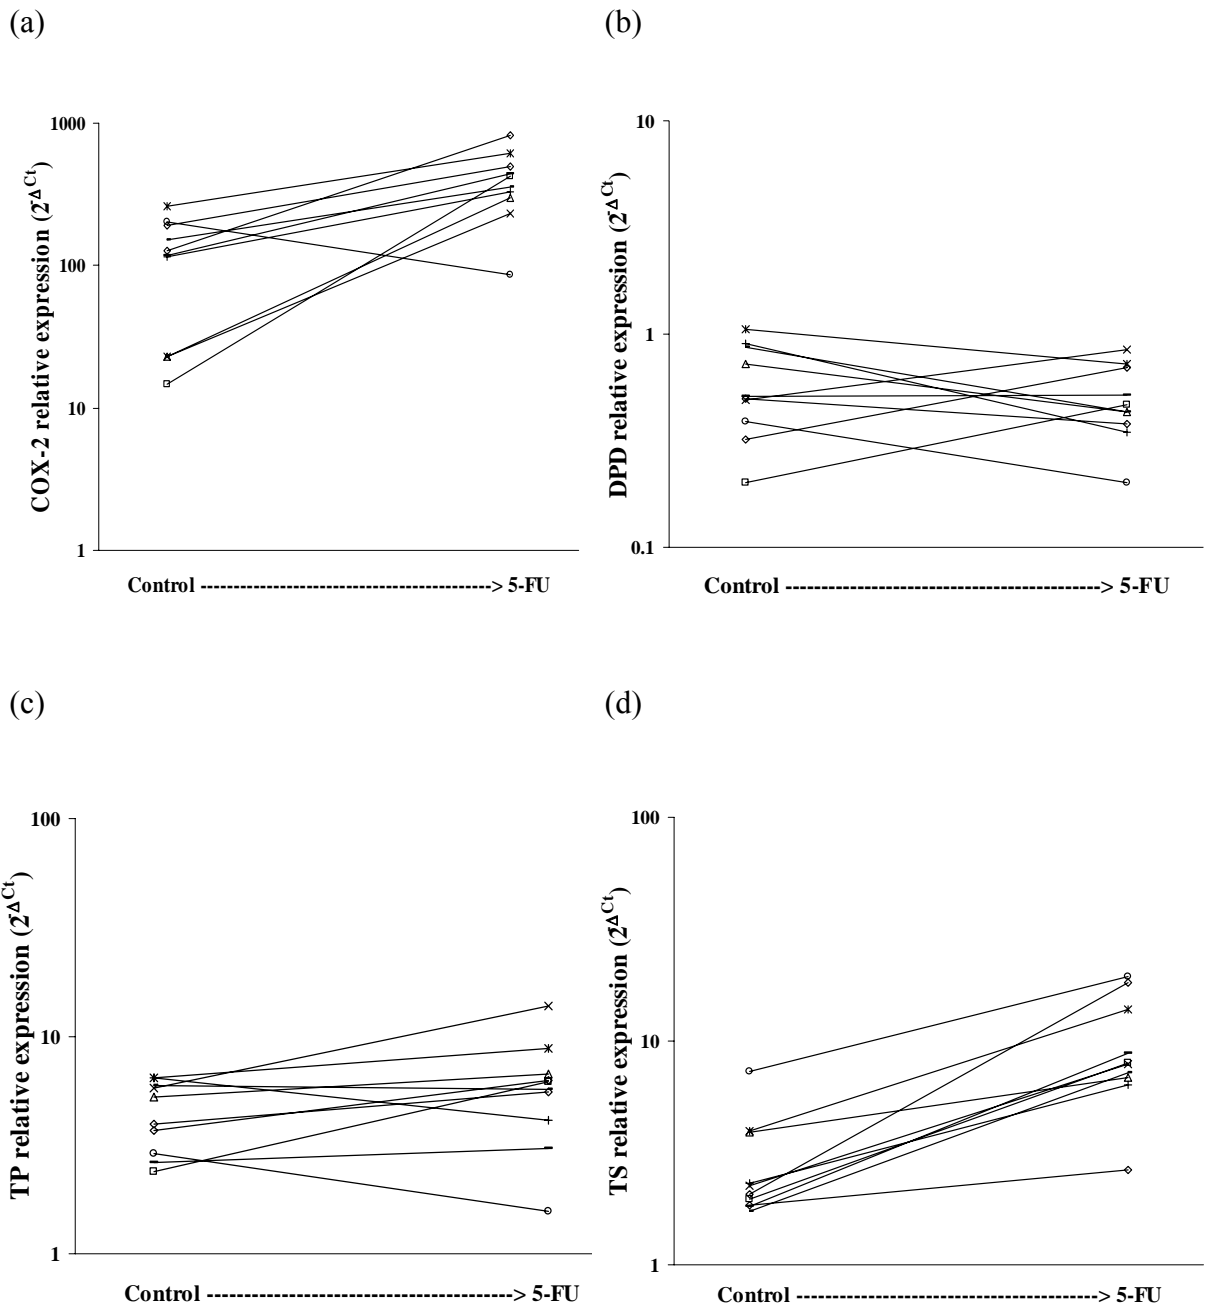 (a)
COX-2 relative expression (2^-ΔCt)
1000
100
10
1
Control -----------------------------------> 5-FU
(b)
DPD relative expression (2^-ΔCt)
10
1
0.1
Control --------------------------------------> 5-FU
(c)
TP relative expression (2^-ΔCt)
100
10
1
Control -------------------------------------> 5-FU
(d)
TS relative expression (2^-ΔCt)
100
10
1
Control --------------------------------------> 5-FU